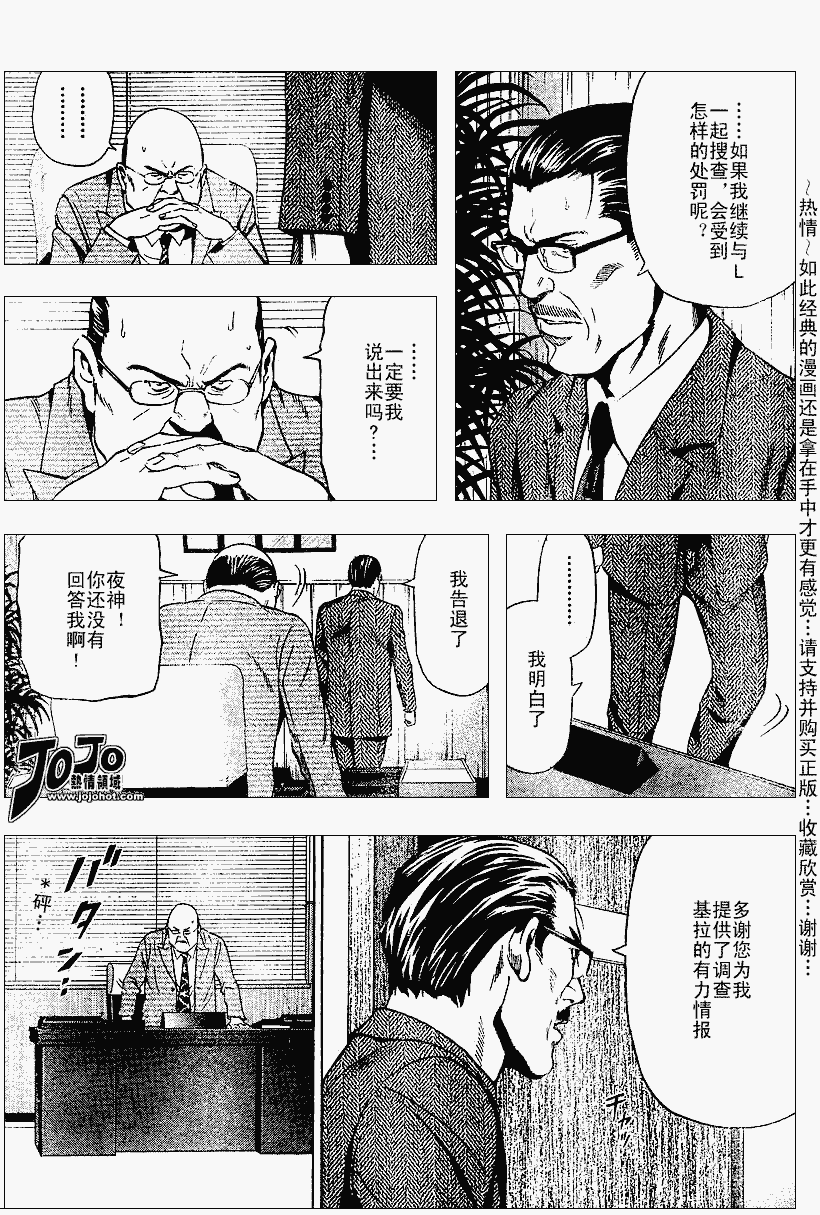 ……如果我继续与L
一起搜查，会受到
怎样的处罚呢？
………
………
……
一定要我
说出来吗？…
………
我明白了
我告退了
夜神！
你还没有
回答我啊！
多谢您为我
提供了调查
基拉的有力情报
チャッ
バタン…
*砰…
JOJO
热情领域
www.jojohot.com
～热情～如此经典的漫画还是拿在手中才更有感觉…请支持并购买正版…收藏欣赏…谢谢…